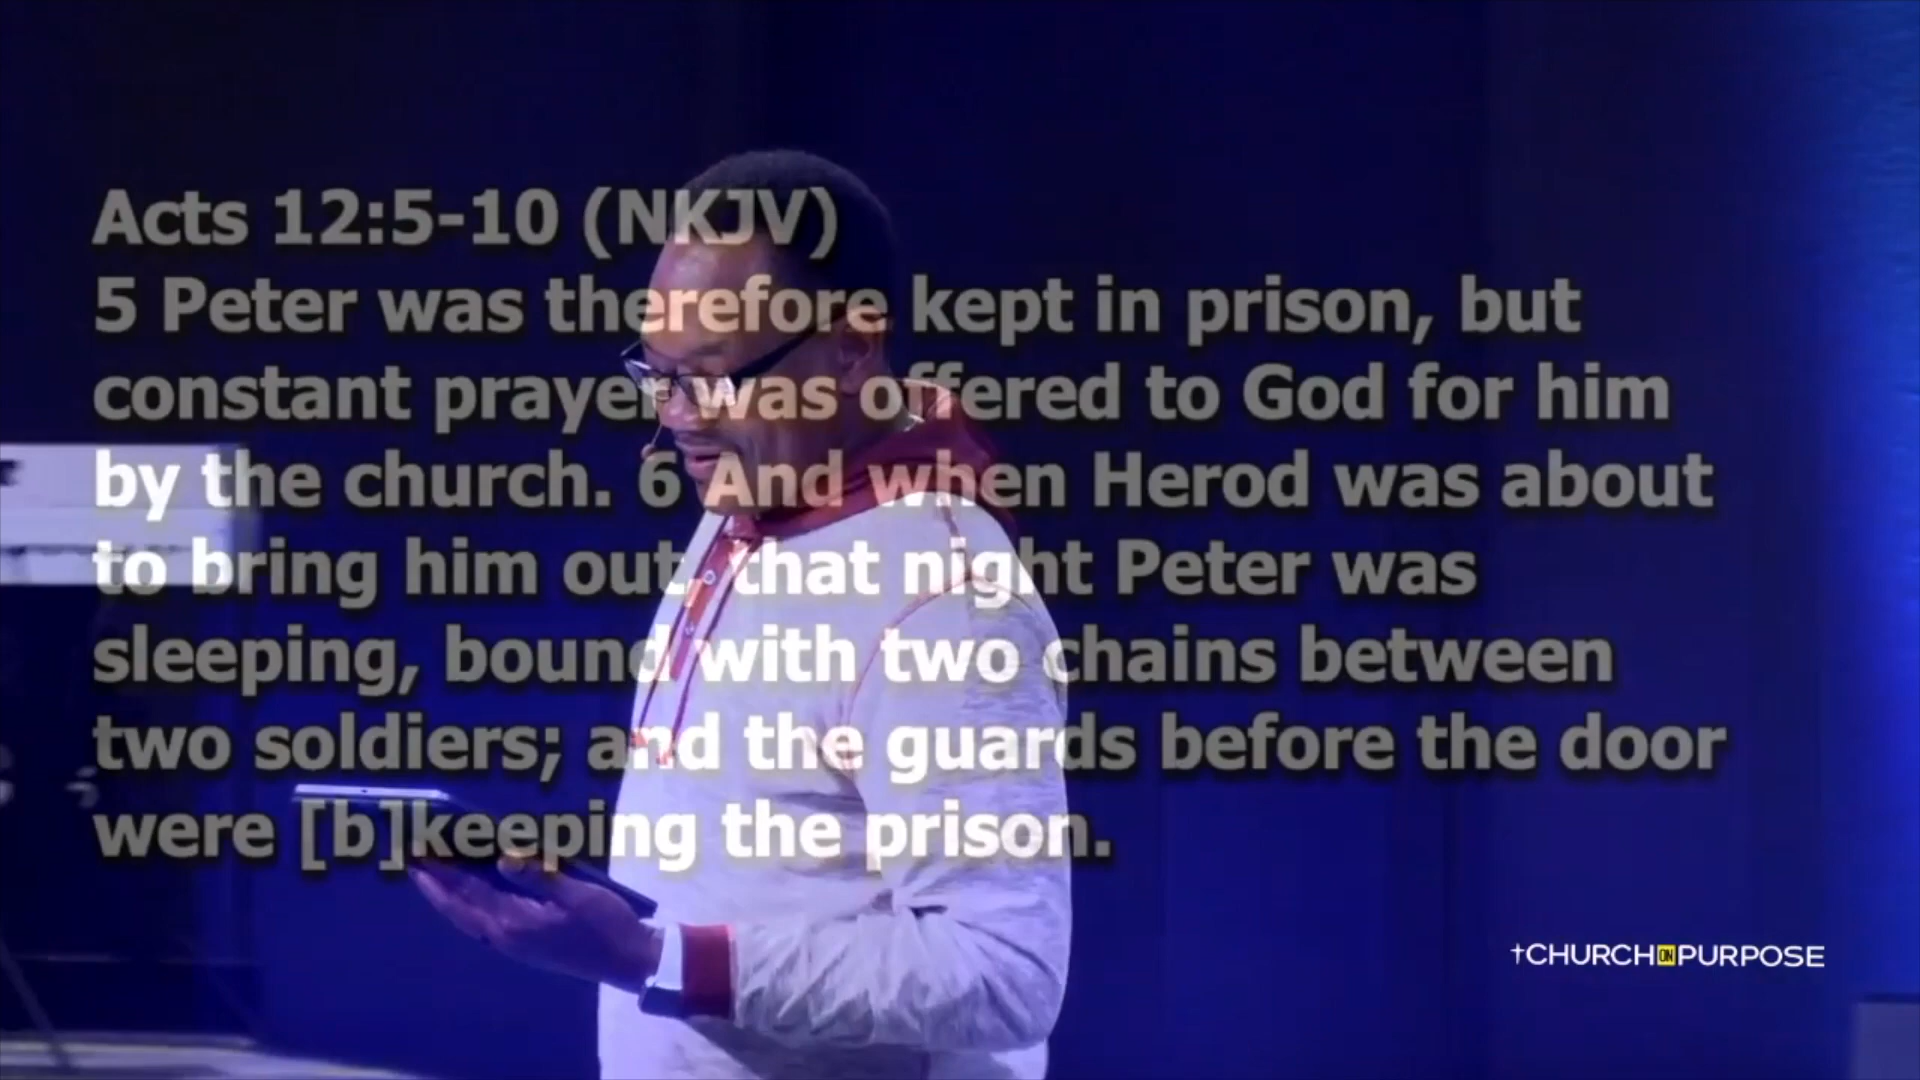 Acts 12:5-10 (NKJV)
5 Peter was therefore kept in prison, but
constant prayer was offered to God for him
by the church. 6 And when Herod was about
to bring him out, that night Peter was
sleeping, bound with two chains between
two soldiers; and the guards before the door
were [b]keeping the prison.
†CHURCH ON PURPOSE